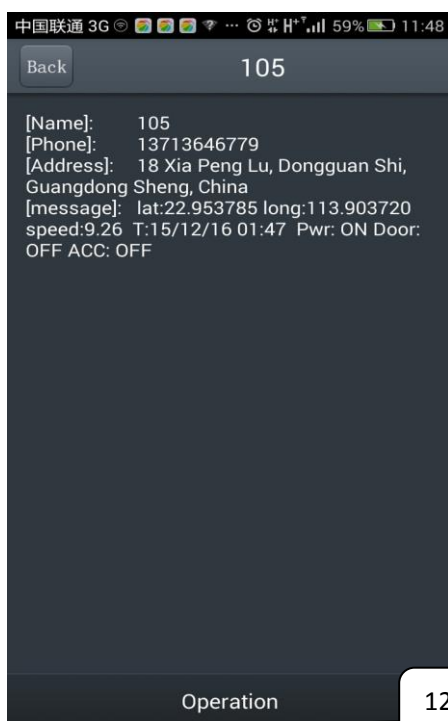 中国联通 3G ... 59% 11:48
Back
105
[Name]: 105
[Phone]: 13713646779
[Address]: 18 Xia Peng Lu, Dongguan Shi,
Guangdong Sheng, China
[message]: lat:22.953785 long:113.903720
speed:9.26 T:15/12/16 01:47 Pwr: ON Door:
OFF ACC: OFF
Operation
12